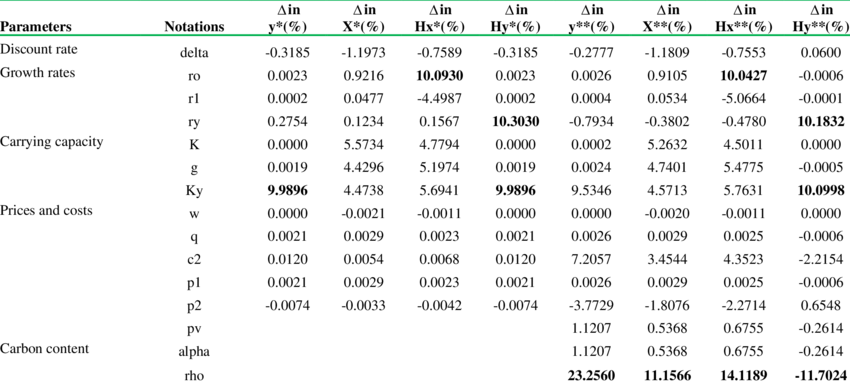 Δ in Δ in Δ in Δ in Δ in Δ in Δ in Δ in
Parameters Notations y*(%) X*(%) Hx*(%) Hy*(%) y**(%) X**(%) Hx**(%) Hy**(%)
Discount rate delta -0.3185 -1.1973 -0.7589 -0.3185 -0.2777 -1.1809 -0.7553 0.0600
Growth rates ro 0.0023 0.9216 10.0930 0.0023 0.0026 0.9105 10.0427 -0.0006
r1 0.0002 0.0477 -4.4987 0.0002 0.0004 0.0534 -5.0664 -0.0001
ry 0.2754 0.1234 0.1567 10.3030 -0.7934 -0.3802 -0.4780 10.1832
Carrying capacity K 0.0000 5.5734 4.7794 0.0000 0.0002 5.2632 4.5011 0.0000
g 0.0019 4.4296 5.1974 0.0019 0.0024 4.7401 5.4775 -0.0005
Ky 9.9896 4.4738 5.6941 9.9896 9.5346 4.5713 5.7631 10.0998
Prices and costs w 0.0000 -0.0021 -0.0011 0.0000 0.0000 -0.0020 -0.0011 0.0000
q 0.0021 0.0029 0.0023 0.0021 0.0026 0.0029 0.0025 -0.0006
c2 0.0120 0.0054 0.0068 0.0120 7.2057 3.4544 4.3523 -2.2154
p1 0.0021 0.0029 0.0023 0.0021 0.0026 0.0029 0.0025 -0.0006
p2 -0.0074 -0.0033 -0.0042 -0.0074 -3.7729 -1.8076 -2.2714 0.6548
pv 1.1207 0.5368 0.6755 -0.2614
Carbon content alpha 1.1207 0.5368 0.6755 -0.2614
rho 23.2560 11.1566 14.1189 -11.7024